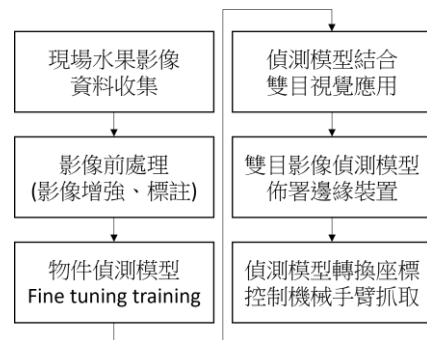 現場水果影像
資料收集
影像前處理
(影像增強、標註)
物件偵測模型
Fine tuning training
偵測模型結合
雙目視覺應用
雙目影像偵測模型
佈署邊緣裝置
偵測模型轉換座標
控制機械手臂抓取